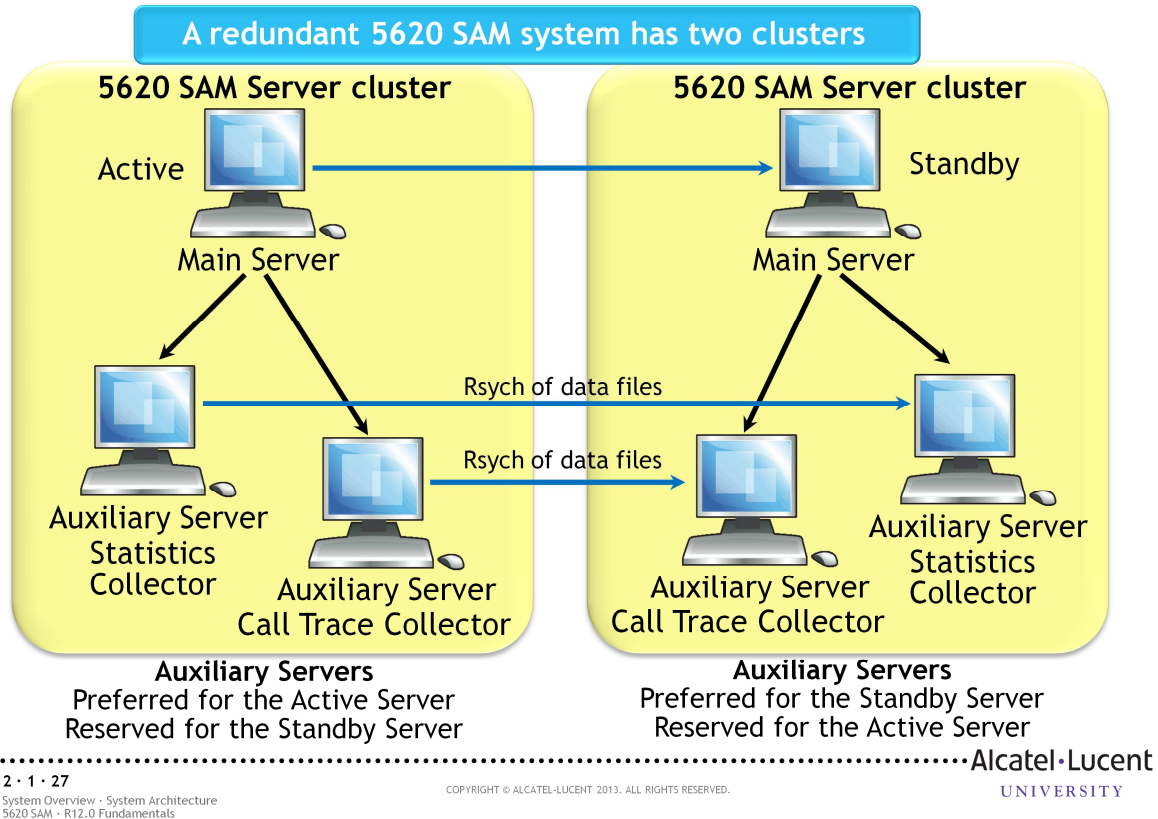 A redundant 5620 SAM system has two clusters
5620 SAM Server cluster
Active
Main Server
Auxiliary Server
Statistics
Collector
Auxiliary Server
Call Trace Collector
Rsych of data files
Rsych of data files
5620 SAM Server cluster
Standby
Main Server
Auxiliary Server
Call Trace Collector
Auxiliary Server
Statistics
Collector
Auxiliary Servers
Preferred for the Active Server
Reserved for the Standby Server
Auxiliary Servers
Preferred for the Standby Server
Reserved for the Active Server
2 · 1 · 27
System Overview · System Architecture
5620 SAM · R12.0 Fundamentals
COPYRIGHT © ALCATEL-LUCENT 2013. ALL RIGHTS RESERVED.
Alcatel·Lucent
UNIVERSITY